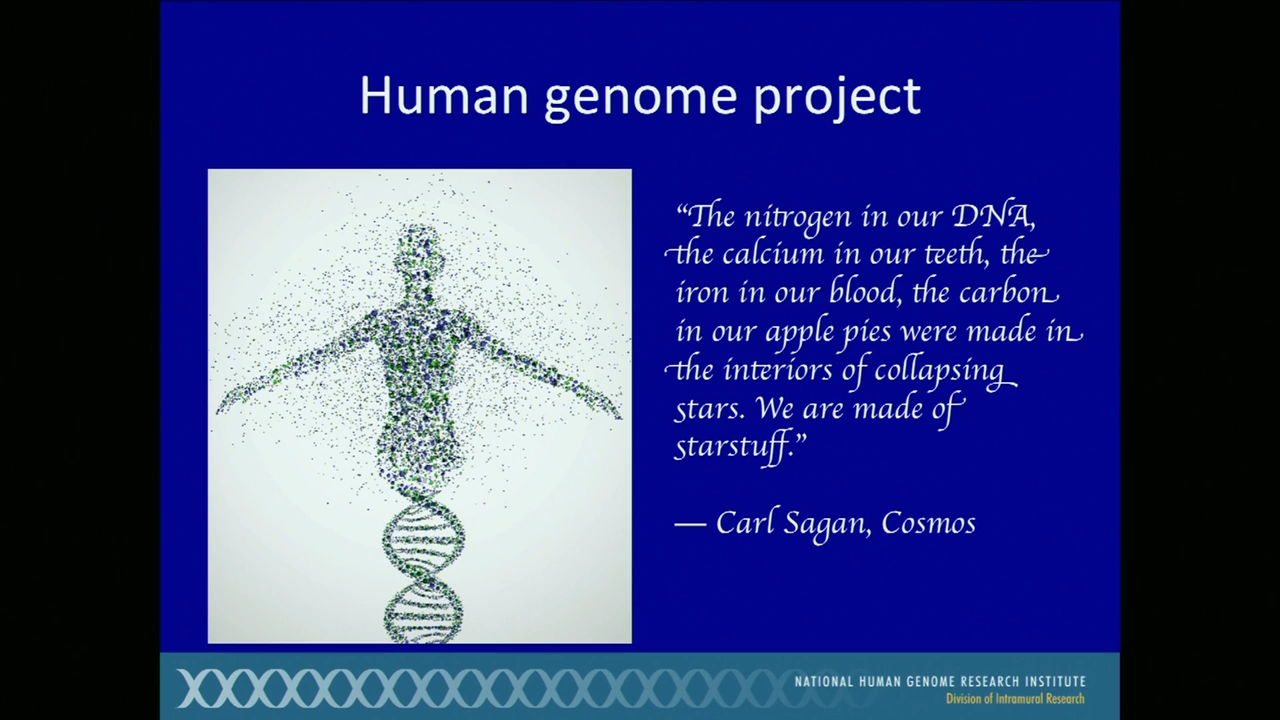 Human genome project
“The nitrogen in our DNA,
the calcium in our teeth, the
iron in our blood, the carbon
in our apple pies were made in
the interiors of collapsing
stars. We are made of
starstuff.”
— Carl Sagan, Cosmos
NATIONAL HUMAN GENOME RESEARCH INSTITUTE
Division of Intramural Research